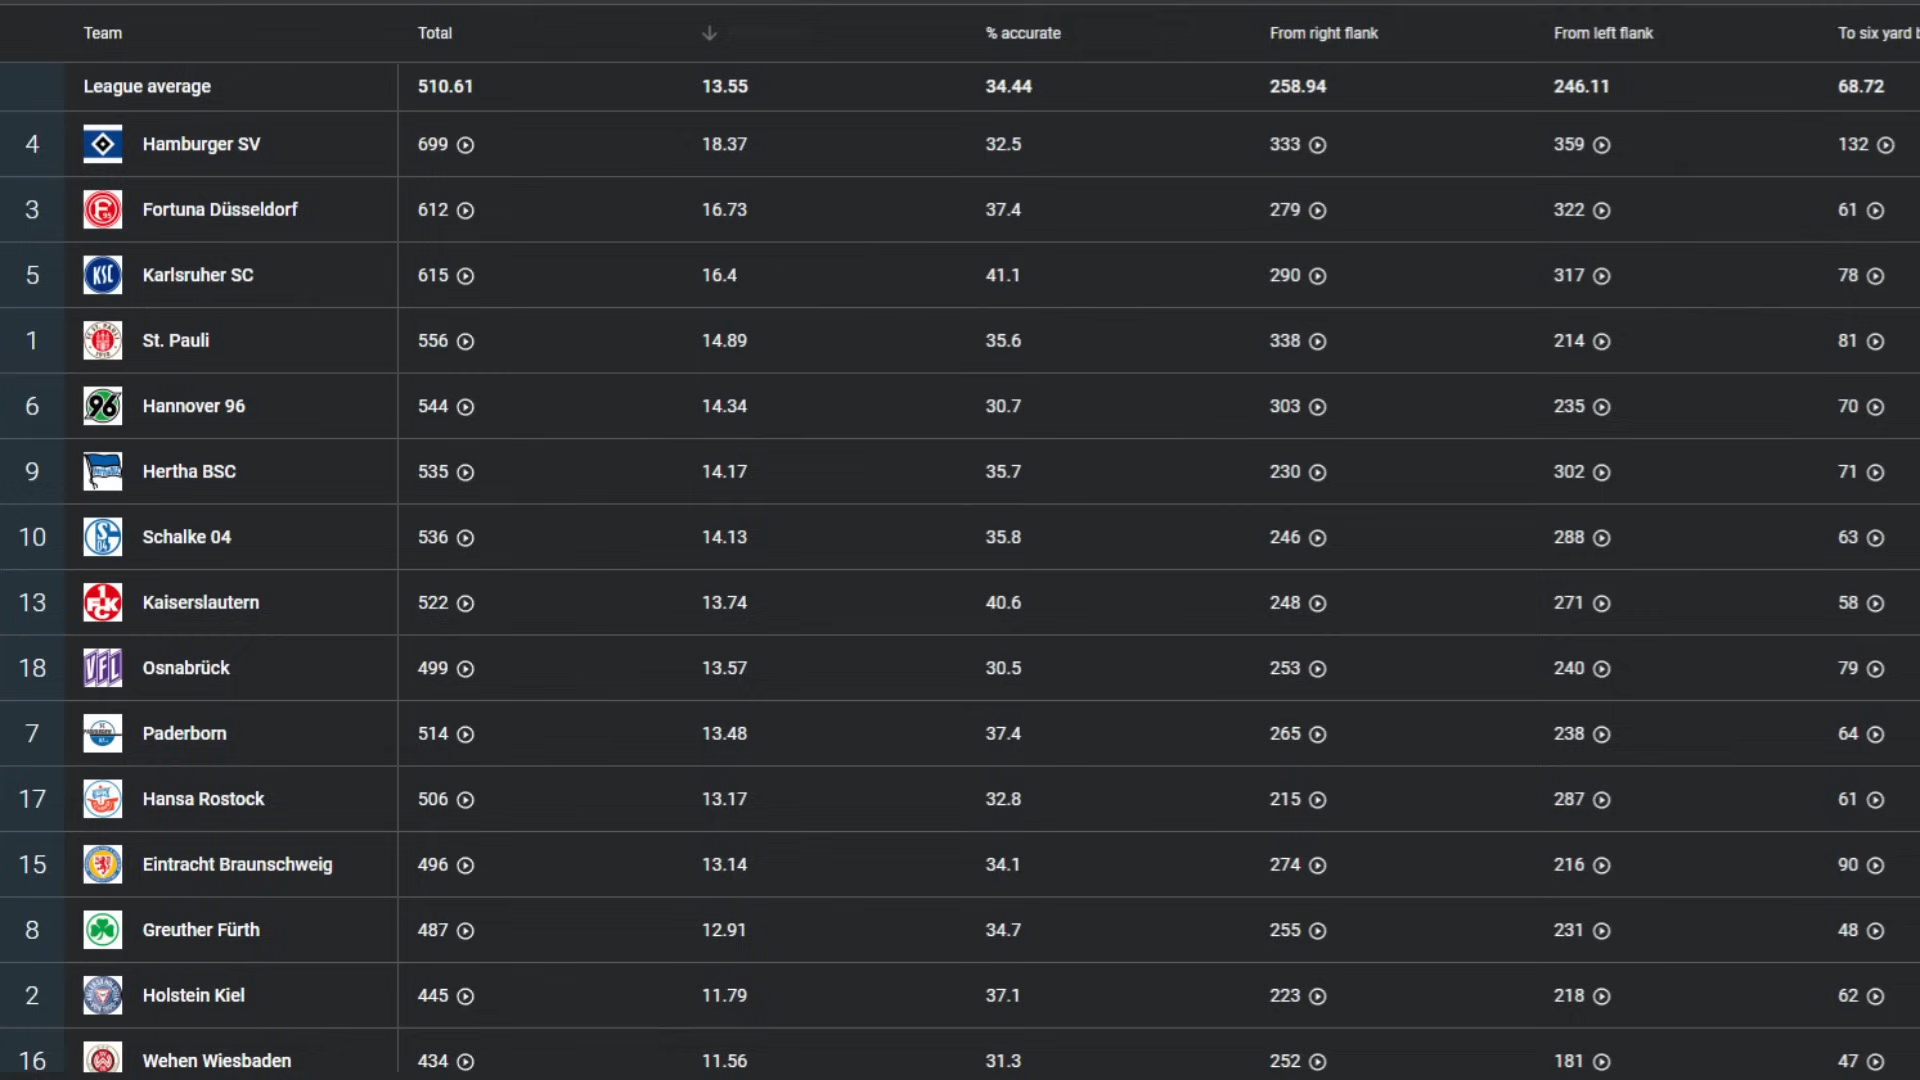 Team Total % accurate From right flank From left flank To six yard b
League average 510.61 13.55 34.44 258.94 246.11 68.72
4 Hamburger SV 699 18.37 32.5 333 359 132
3 Fortuna Düsseldorf 612 16.73 37.4 279 322 61
5 KSC Karlsruher SC 615 16.4 41.1 290 317 78
1 St. Pauli 556 14.89 35.6 338 214 81
6 96 Hannover 96 544 14.34 30.7 303 235 70
9 Hertha BSC 535 14.17 35.7 230 302 71
10 Schalke 04 536 14.13 35.8 246 288 63
13 Kaiserslautern 522 13.74 40.6 248 271 58
18 VFL Osnabrück 499 13.57 30.5 253 240 79
7 Paderborn 514 13.48 37.4 265 238 64
17 Hansa Rostock 506 13.17 32.8 215 287 61
15 Eintracht Braunschweig 496 13.14 34.1 274 216 90
8 Greuther Fürth 487 12.91 34.7 255 231 48
2 Holstein Kiel 445 11.79 37.1 223 218 62
16 Wehen Wiesbaden 434 11.56 31.3 252 181 47